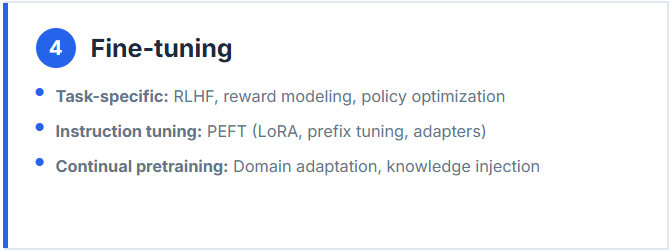 4 Fine-tuning
Task-specific: RLHF, reward modeling, policy optimization
Instruction tuning: PEFT (LoRA, prefix tuning, adapters)
Continual pretraining: Domain adaptation, knowledge injection